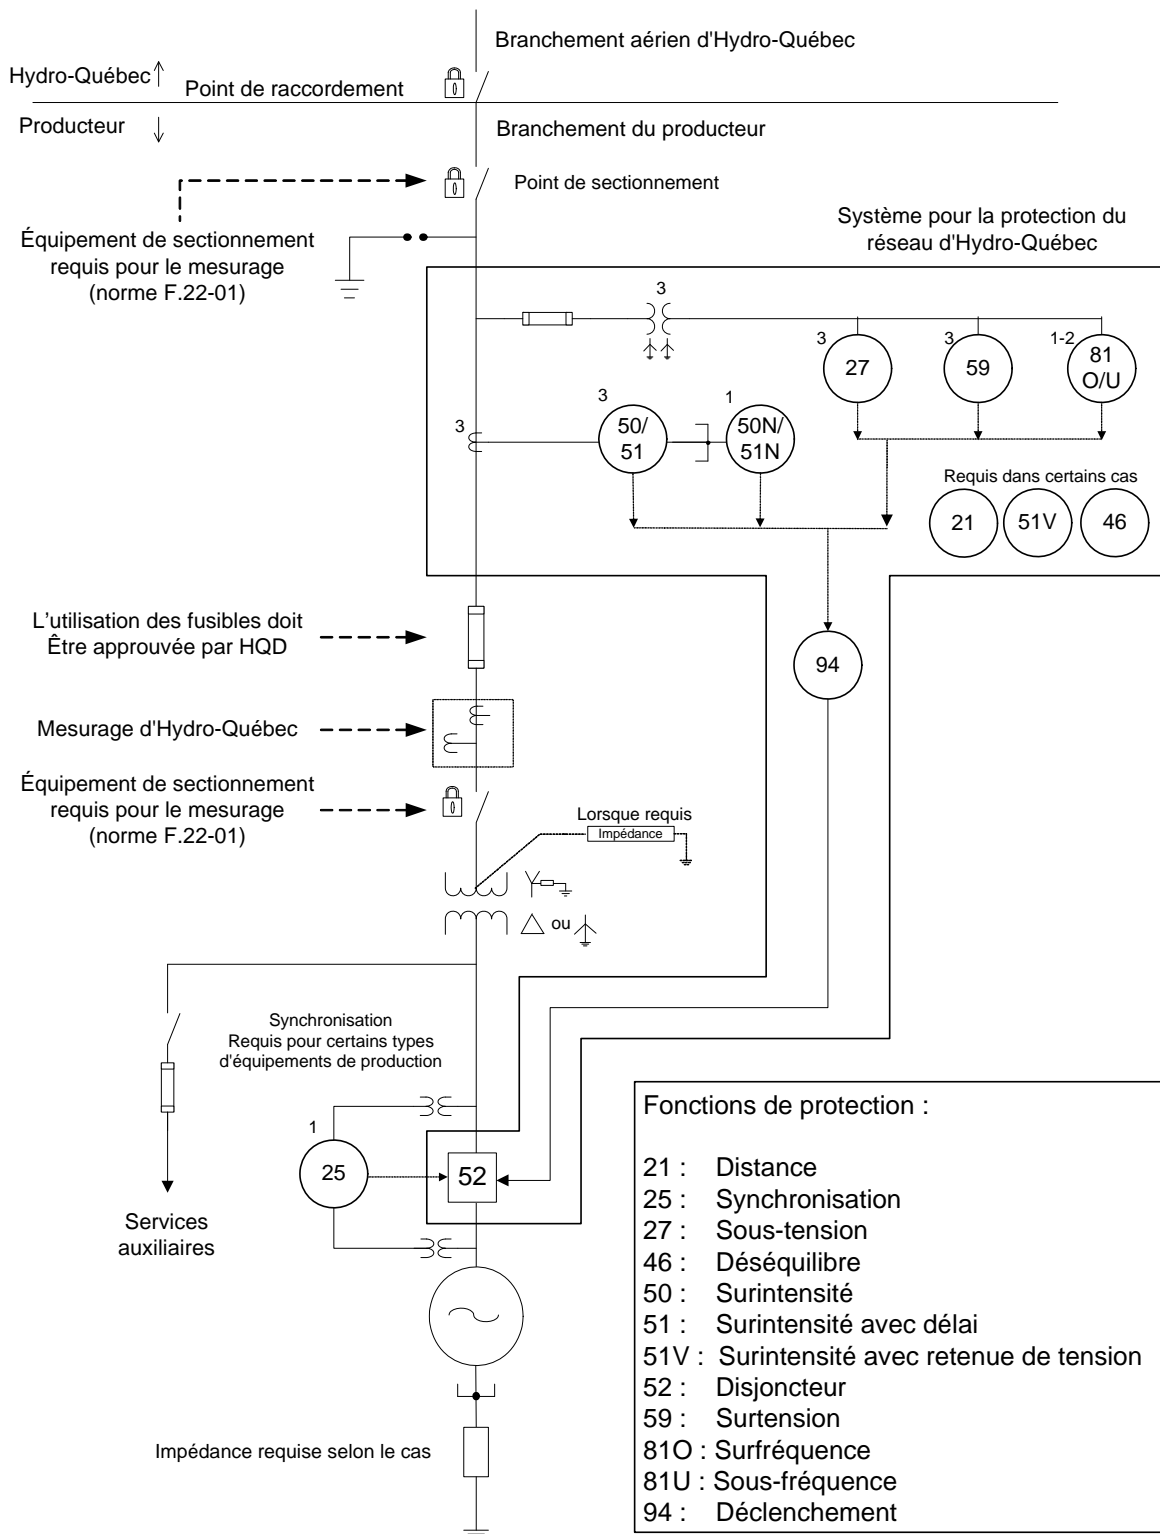 Branchement aérien d'Hydro-Québec
Hydro-Québec
Point de raccordement
Producteur
Branchement du producteur
Point de sectionnement
Équipement de sectionnement
requis pour le mesurage
(norme F.22-01)
Système pour la protection du
réseau d'Hydro-Québec
3
3
27
3
59
1-2
81
O/U
3
3
50/
51
1
50N/
51N
Requis dans certains cas
21
51V
46
L'utilisation des fusibles doit
Être approuvée par HQD
94
Mesurage d'Hydro-Québec
Équipement de sectionnement
requis pour le mesurage
(norme F.22-01)
Lorsque requis
Impédance
ou
Synchronisation
Requis pour certains types
d'équipements de production
1
25
52
Services
auxiliaires
Impédance requise selon le cas
Fonctions de protection :
21 : Distance
25 : Synchronisation
27 : Sous-tension
46 : Déséquilibre
50 : Surintensité
51 : Surintensité avec délai
51V : Surintensité avec retenue de tension
52 : Disjoncteur
59 : Surtension
81O : Surfréquence
81U : Sous-fréquence
94 : Déclenchement